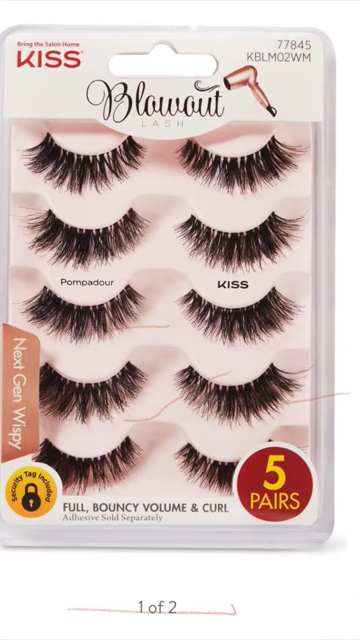 Bring the Salon Home
KISS
77845
KBLM02WM
Blowout
LASH
Pompadour
KISS
Next Gen Wispy
Security Tag Included
5
PAIRS
FULL, BOUNCY VOLUME & CURL
Adhesive Sold Separately
1 of 2